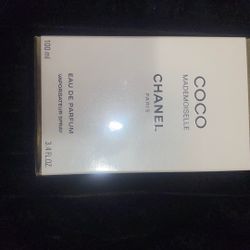 COCO
MADEMOISELLE
CHANEL
PARIS
EAU DE PARFUM
VAPORISATEUR SPRAY
100 ml
3.4 FL. OZ.